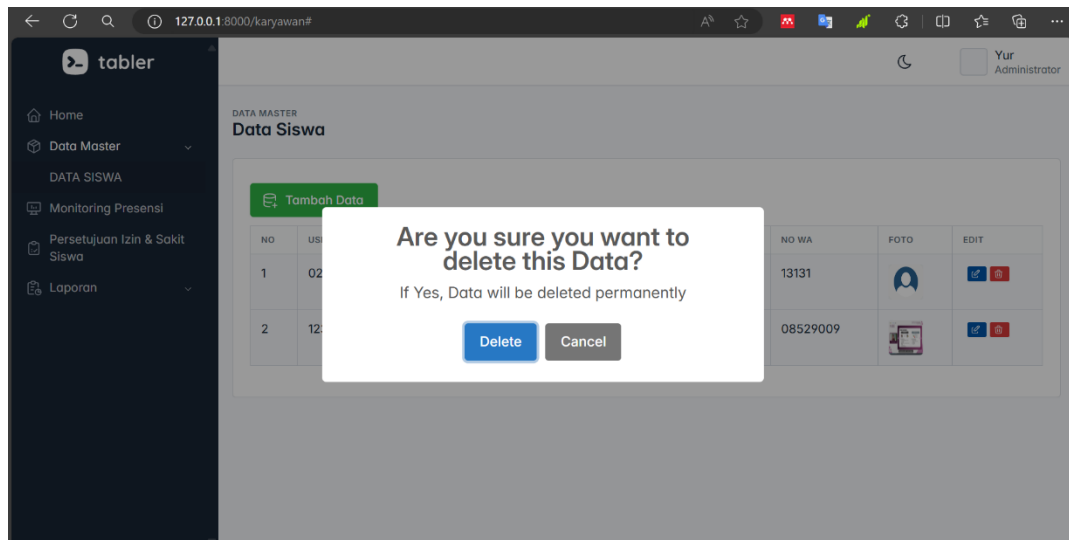 127.0.0.1:8000/karyawan#
tabler
Yur
Administrator
Home
Data Master
DATA SISWA
Monitoring Presensi
Persetujuan Izin & Sakit
Siswa
Laporan
DATA MASTER
Data Siswa
Tambah Data
NO
NO WA
FOTO
EDIT
1
13131
2
08529009
Are you sure you want to
delete this Data?
If Yes, Data will be deleted permanently
Delete
Cancel